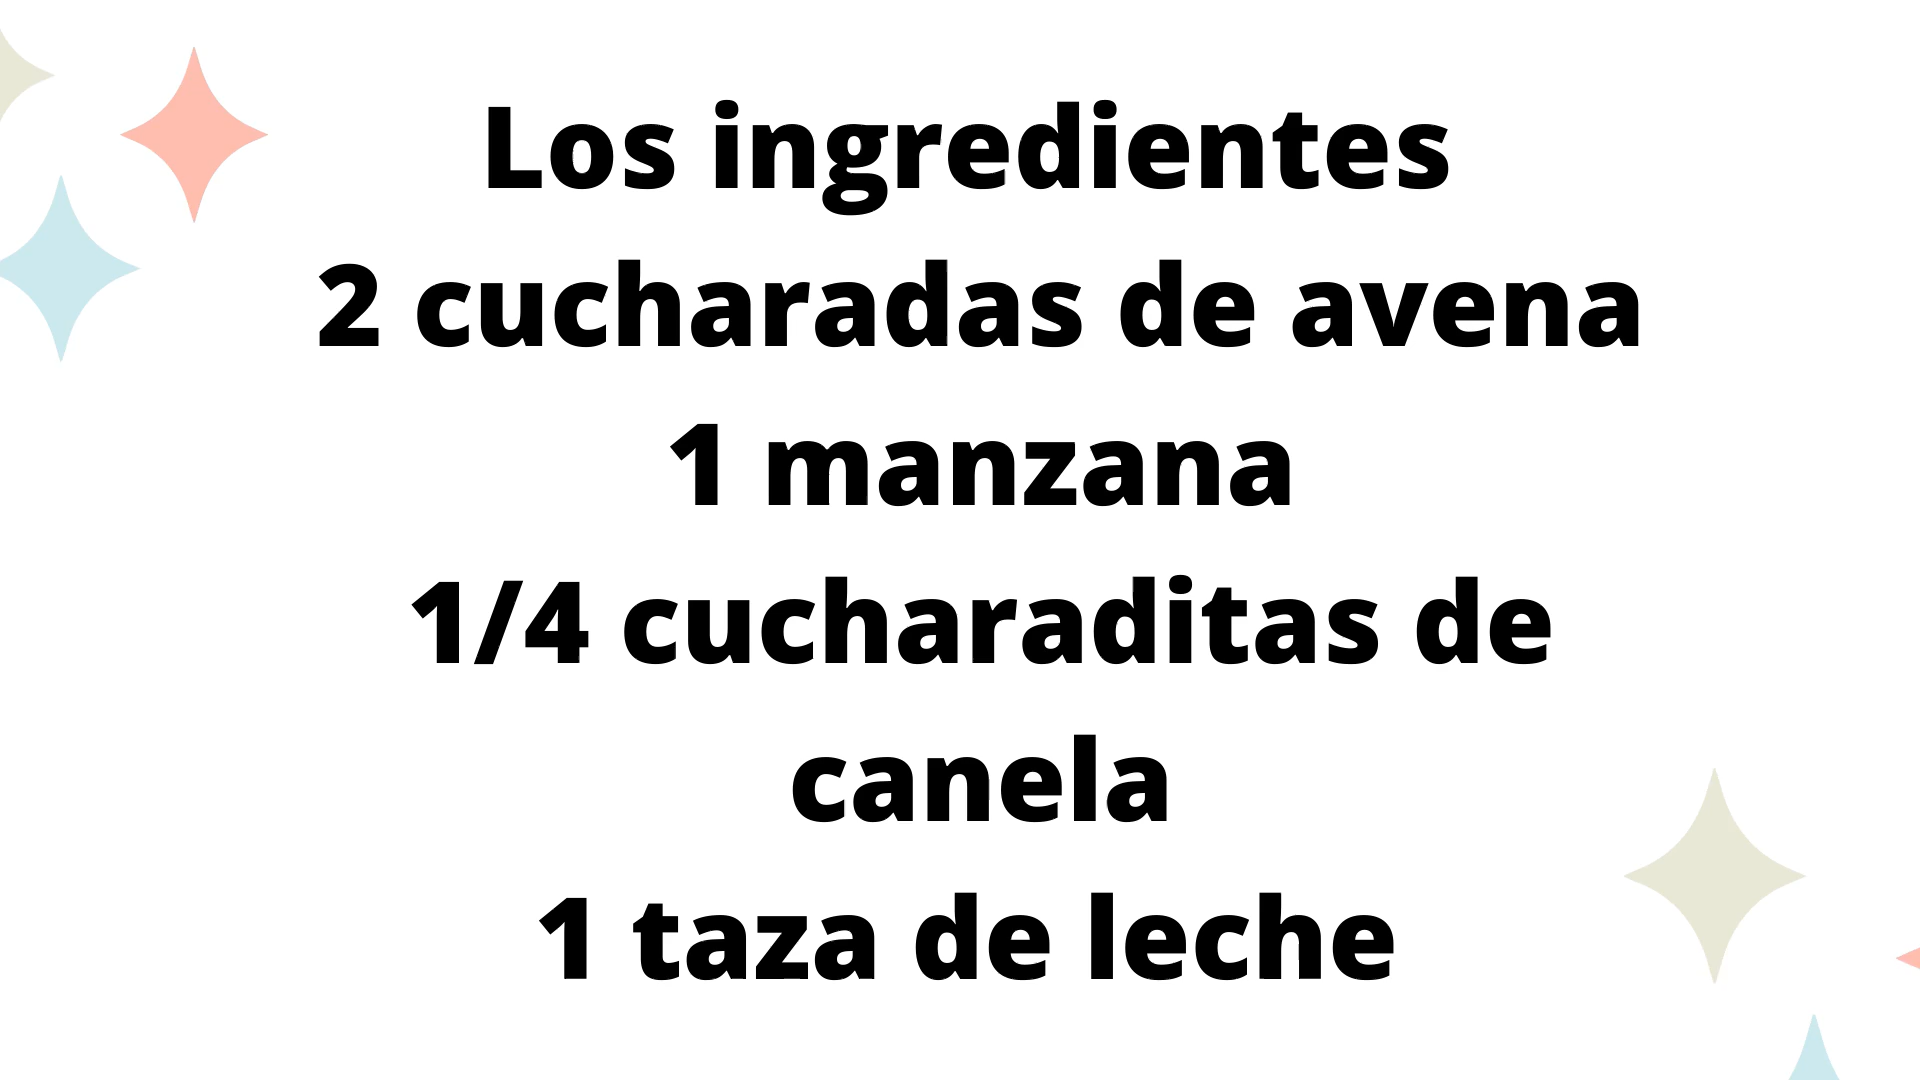 Los ingredientes
2 cucharadas de avena
1 manzana
1/4 cucharaditas de
canela
1 taza de leche